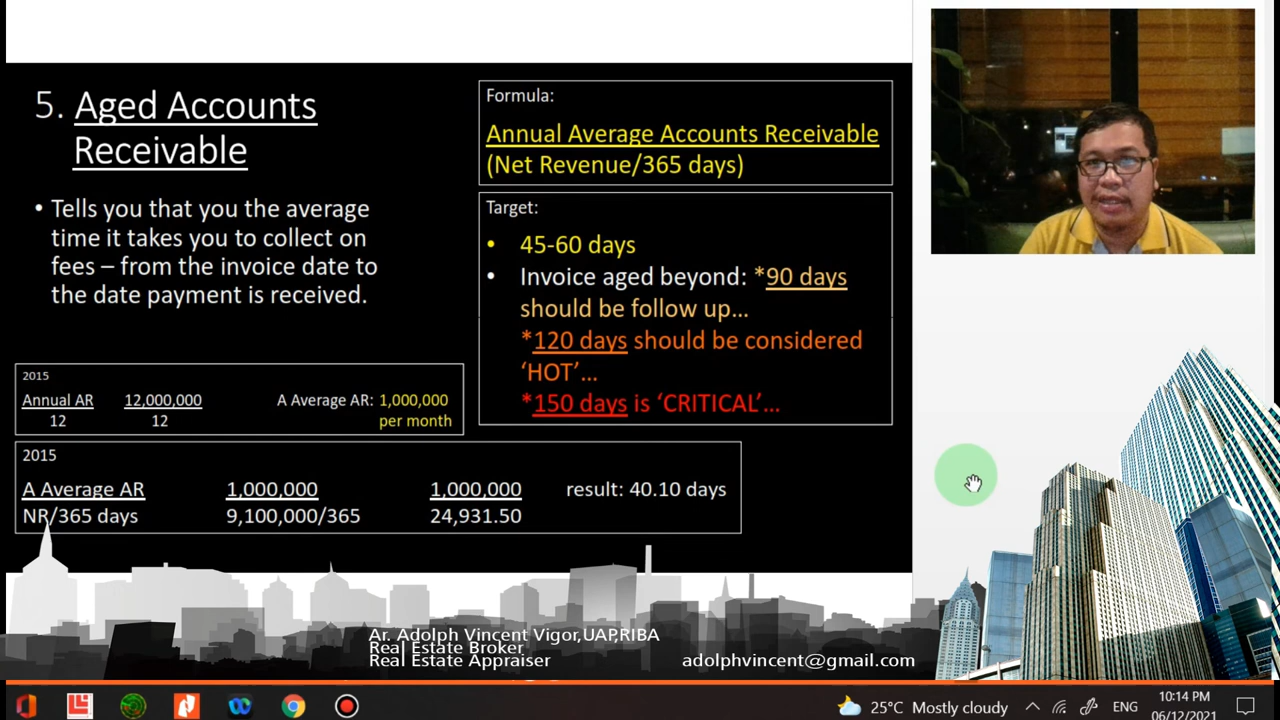 5. Aged Accounts
Receivable
• Tells you that you the average
time it takes you to collect on
fees – from the invoice date to
the date payment is received.
Formula:
Annual Average Accounts Receivable
(Net Revenue/365 days)
Target:
• 45-60 days
• Invoice aged beyond: *90 days
should be follow up...
*120 days should be considered
‘HOT’...
*150 days is ‘CRITICAL’...
2015
Annual AR 12,000,000 A Average AR: 1,000,000
12 12 per month
2015
A Average AR 1,000,000 1,000,000 result: 40.10 days
NR/365 days 9,100,000/365 24,931.50
Ar. Adolph Vincent Vigor,UAP,RIBA
Real Estate Broker
Real Estate Appraiser adolphvincent@gmail.com
25°C Mostly cloudy ENG 10:14 PM
06/12/2021